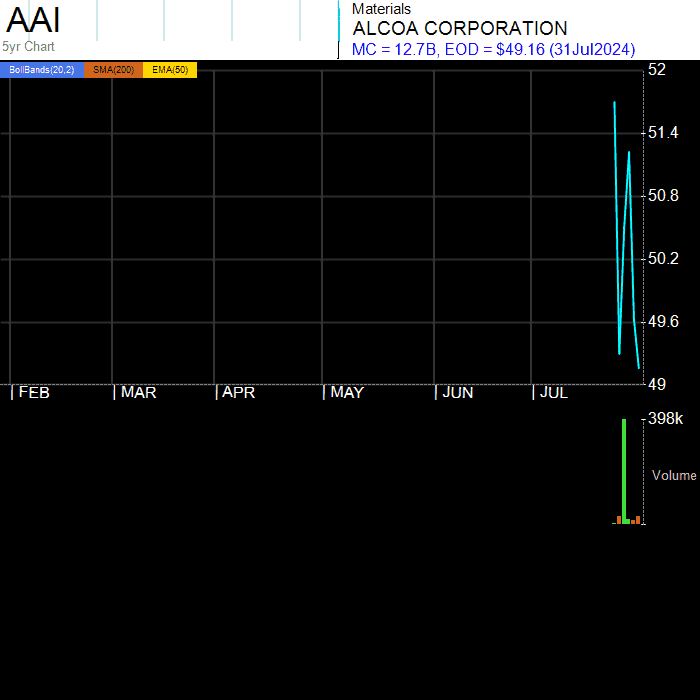 AAI
5yr Chart
Materials
ALCOA CORPORATION
MC = 12.7B, EOD = $49.16 (31Jul2024)
BollBands(20,2) SMA(200) EMA(50)
52
51.4
50.8
50.2
49.6
49
| FEB | MAR | APR | MAY | JUN | JUL
398k
Volume